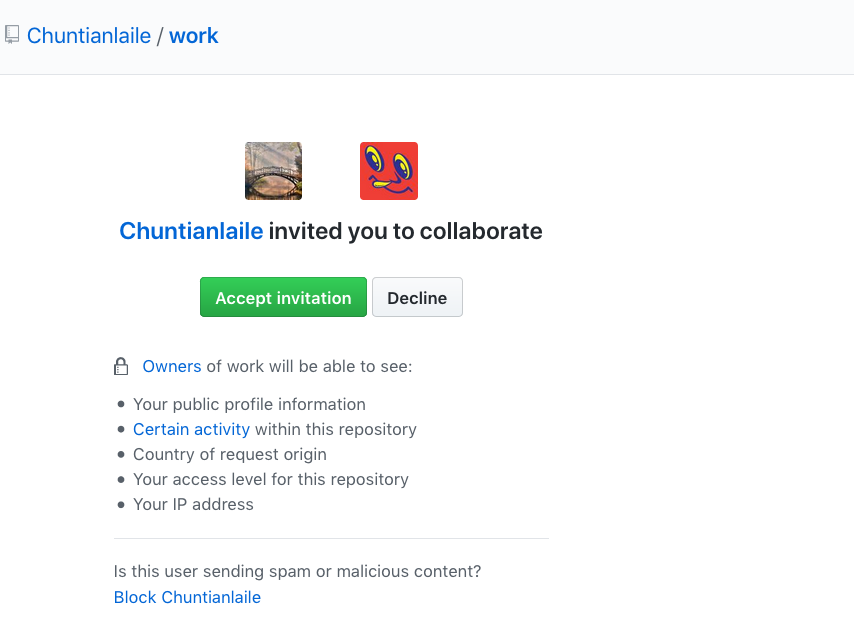 Chuntianlaile / work
Chuntianlaile invited you to collaborate
Accept invitation Decline
Owners of work will be able to see:
• Your public profile information
• Certain activity within this repository
• Country of request origin
• Your access level for this repository
• Your IP address
Is this user sending spam or malicious content?
Block Chuntianlaile